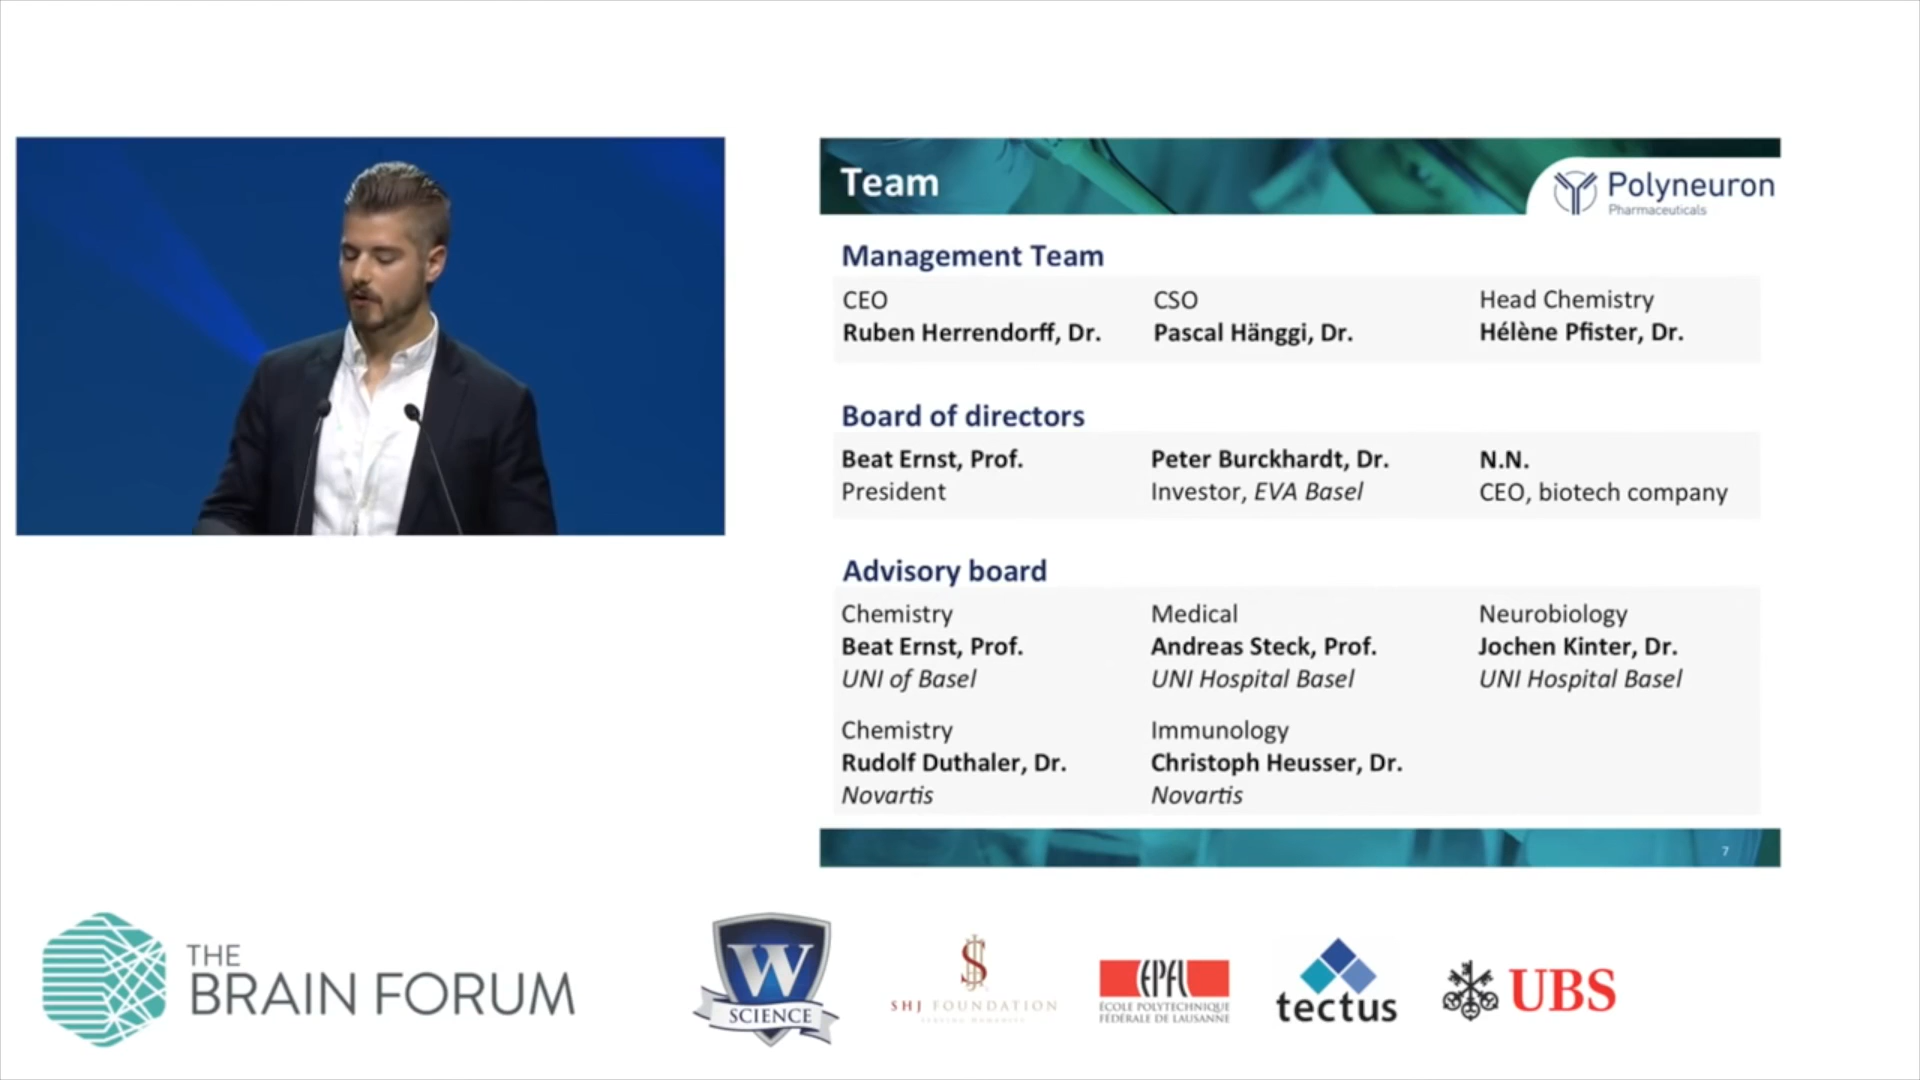 Team
Polyneuron
Pharmaceuticals
Management Team
CEO
Ruben Herrendorff, Dr.
CSO
Pascal Hänggi, Dr.
Head Chemistry
Hélène Pfister, Dr.
Board of directors
Beat Ernst, Prof.
President
Peter Burckhardt, Dr.
Investor, EVA Basel
N.N.
CEO, biotech company
Advisory board
Chemistry
Beat Ernst, Prof.
UNI of Basel
Medical
Andreas Steck, Prof.
UNI Hospital Basel
Neurobiology
Jochen Kinter, Dr.
UNI Hospital Basel
Chemistry
Rudolf Duthaler, Dr.
Novartis
Immunology
Christoph Heusser, Dr.
Novartis
7
THE
BRAIN FORUM
W
SCIENCE
SHJ FOUNDATION
EPFL
ÉCOLE POLYTECHNIQUE
FÉDÉRALE DE LAUSANNE
tectus
UBS